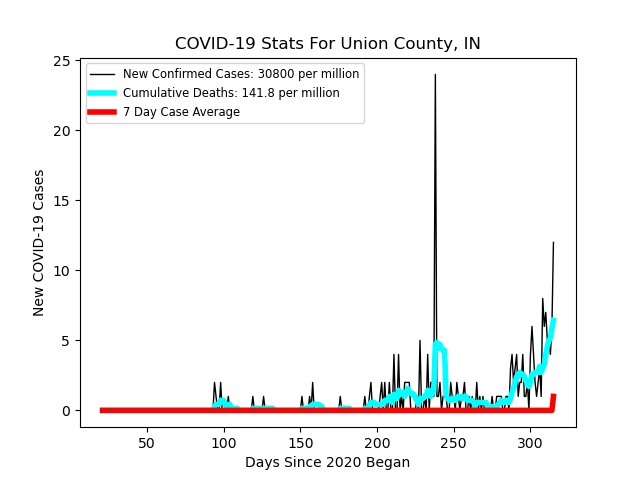 COVID-19 Stats For Union County, IN
New Confirmed Cases: 30800 per million
Cumulative Deaths: 141.8 per million
7 Day Case Average
25
20
15
10
5
0
New COVID-19 Cases
50 100 150 200 250 300
Days Since 2020 Began